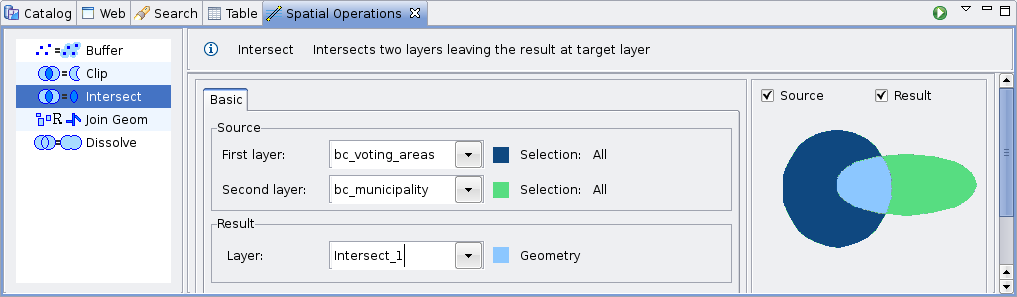 Catalog Web Search Table Spatial Operations
Buffer
Clip
Intersect
R Join Geom
Dissolve
Intersect Intersects two layers leaving the result at target layer
Basic
Source
First layer: bc_voting_areas Selection: All
Second layer: bc_municipality Selection: All
Result
Layer: Intersect_1 Geometry
Source Result